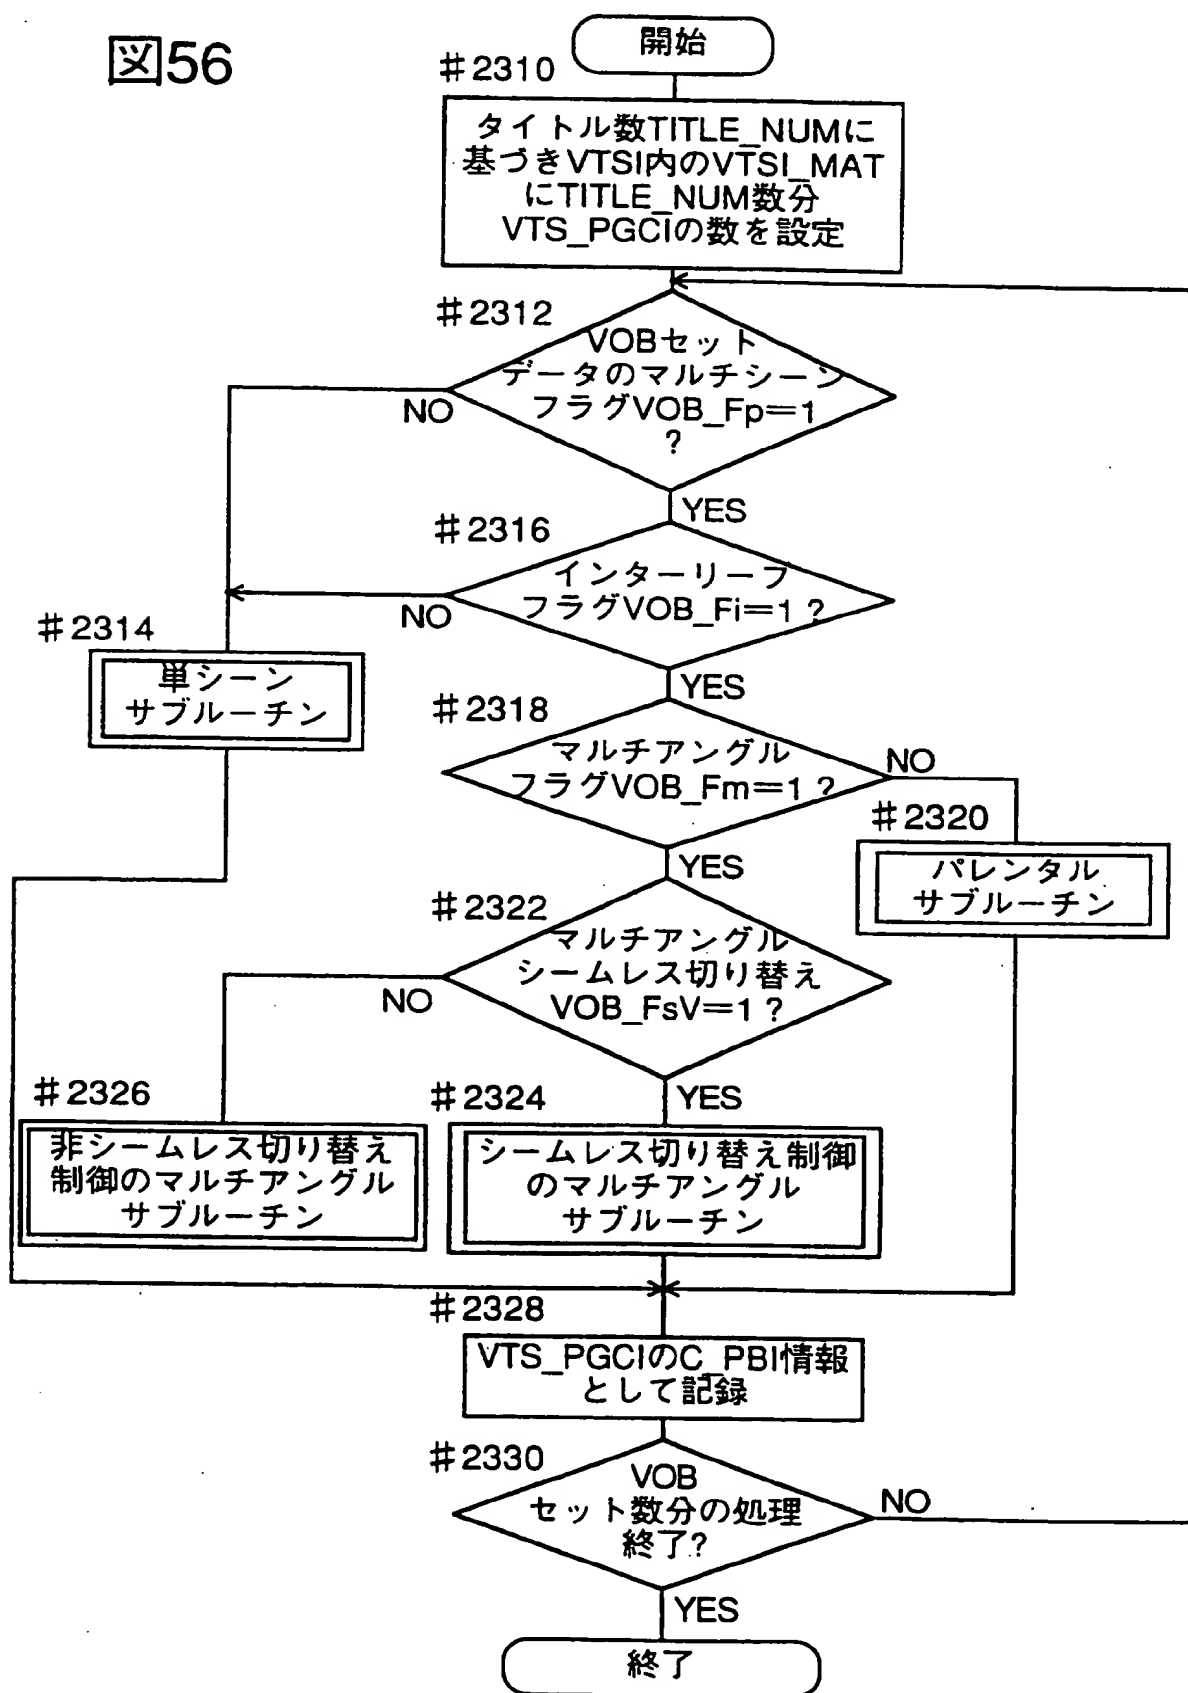 図56
開始
#2310
タイトル数TITLE_NUMに
基づきVTSI内のVTSI_MAT
にTITLE_NUM数分
VTS_PGCIの数を設定
#2312
VOBセット
データのマルチシーン
フラグVOB_Fp=1
?
NO
YES
#2316
インターリーフ
フラグVOB_Fi=1?
NO
YES
#2314
単シーン
サブルーチン
#2318
マルチアングル
フラグVOB_Fm=1?
NO
YES
#2320
パレンタル
サブルーチン
#2322
マルチアングル
シームレス切り替え
VOB_FsV=1?
NO
YES
#2326
非シームレス切り替え
制御のマルチアングル
サブルーチン
#2324
シームレス切り替え制御
のマルチアングル
サブルーチン
#2328
VTS_PGCIのC_PBI情報
として記録
#2330
VOB
セット数分の処理
終了?
NO
YES
終了